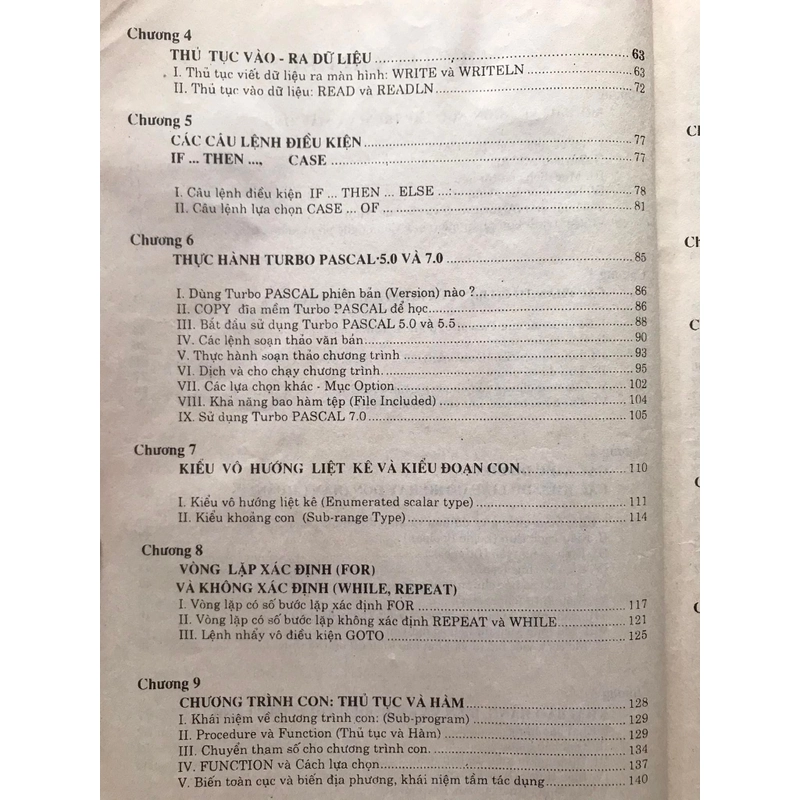 Chương 4
THỦ TỤC VÀO - RA DỮ LIỆU ... 63
I. Thủ tục viết dữ liệu ra màn hình: WRITE và WRITELN ... 63
II. Thủ tục vào dữ liệu: READ và READLN ... 72
Chương 5
CÁC CÂU LỆNH ĐIỀU KIỆN ... 77
IF ... THEN ..., CASE ... 77
I. Câu lệnh điều kiện IF ... THEN ... ELSE ...: ... 78
II. Câu lệnh lựa chọn CASE ... OF ... 81
Chương 6
THỰC HÀNH TURBO PASCAL 5.0 VÀ 7.0 ... 85
I. Dùng Turbo PASCAL phiên bản (Version) nào ? ... 86
II. COPY đĩa mềm Turbo PASCAL để học ... 86
III. Bắt đầu sử dụng Turbo PASCAL 5.0 và 5.5 ... 88
IV. Các lệnh soạn thảo văn bản ... 90
V. Thực hành soạn thảo chương trình ... 93
VI. Dịch và cho chạy chương trình. ... 95
VII. Các lựa chọn khác - Mục Option ... 102
VIII. Khả năng bao hàm tệp (File Included) ... 104
IX. Sử dụng Turbo PASCAL 7.0 ... 105
Chương 7
KIỂU VÔ HƯỚNG LIỆT KÊ VÀ KIỂU ĐOẠN CON ... 110
I. Kiểu vô hướng liệt kê (Enumerated scalar type) ... 111
II. Kiểu khoảng con (Sub-range Type) ... 114
Chương 8
VÒNG LẶP XÁC ĐỊNH (FOR)
VÀ KHÔNG XÁC ĐỊNH (WHILE, REPEAT)
I. Vòng lặp có số bước lặp xác định FOR ... 117
II. Vòng lặp có số bước lặp không xác định REPEAT và WHILE ... 121
III. Lệnh nhảy vô điều kiện GOTO ... 125
Chương 9
CHƯƠNG TRÌNH CON: THỦ TỤC VÀ HÀM ... 128
I. Khái niệm về chương trình con: (Sub-program) ... 129
II. Procedure và Function (Thủ tục và Hàm) ... 129
III. Chuyển tham số cho chương trình con. ... 134
IV. FUNCTION và Cách lựa chọn ... 137
V. Biến toàn cục và biến địa phương, khái niệm tầm tác dụng ... 140